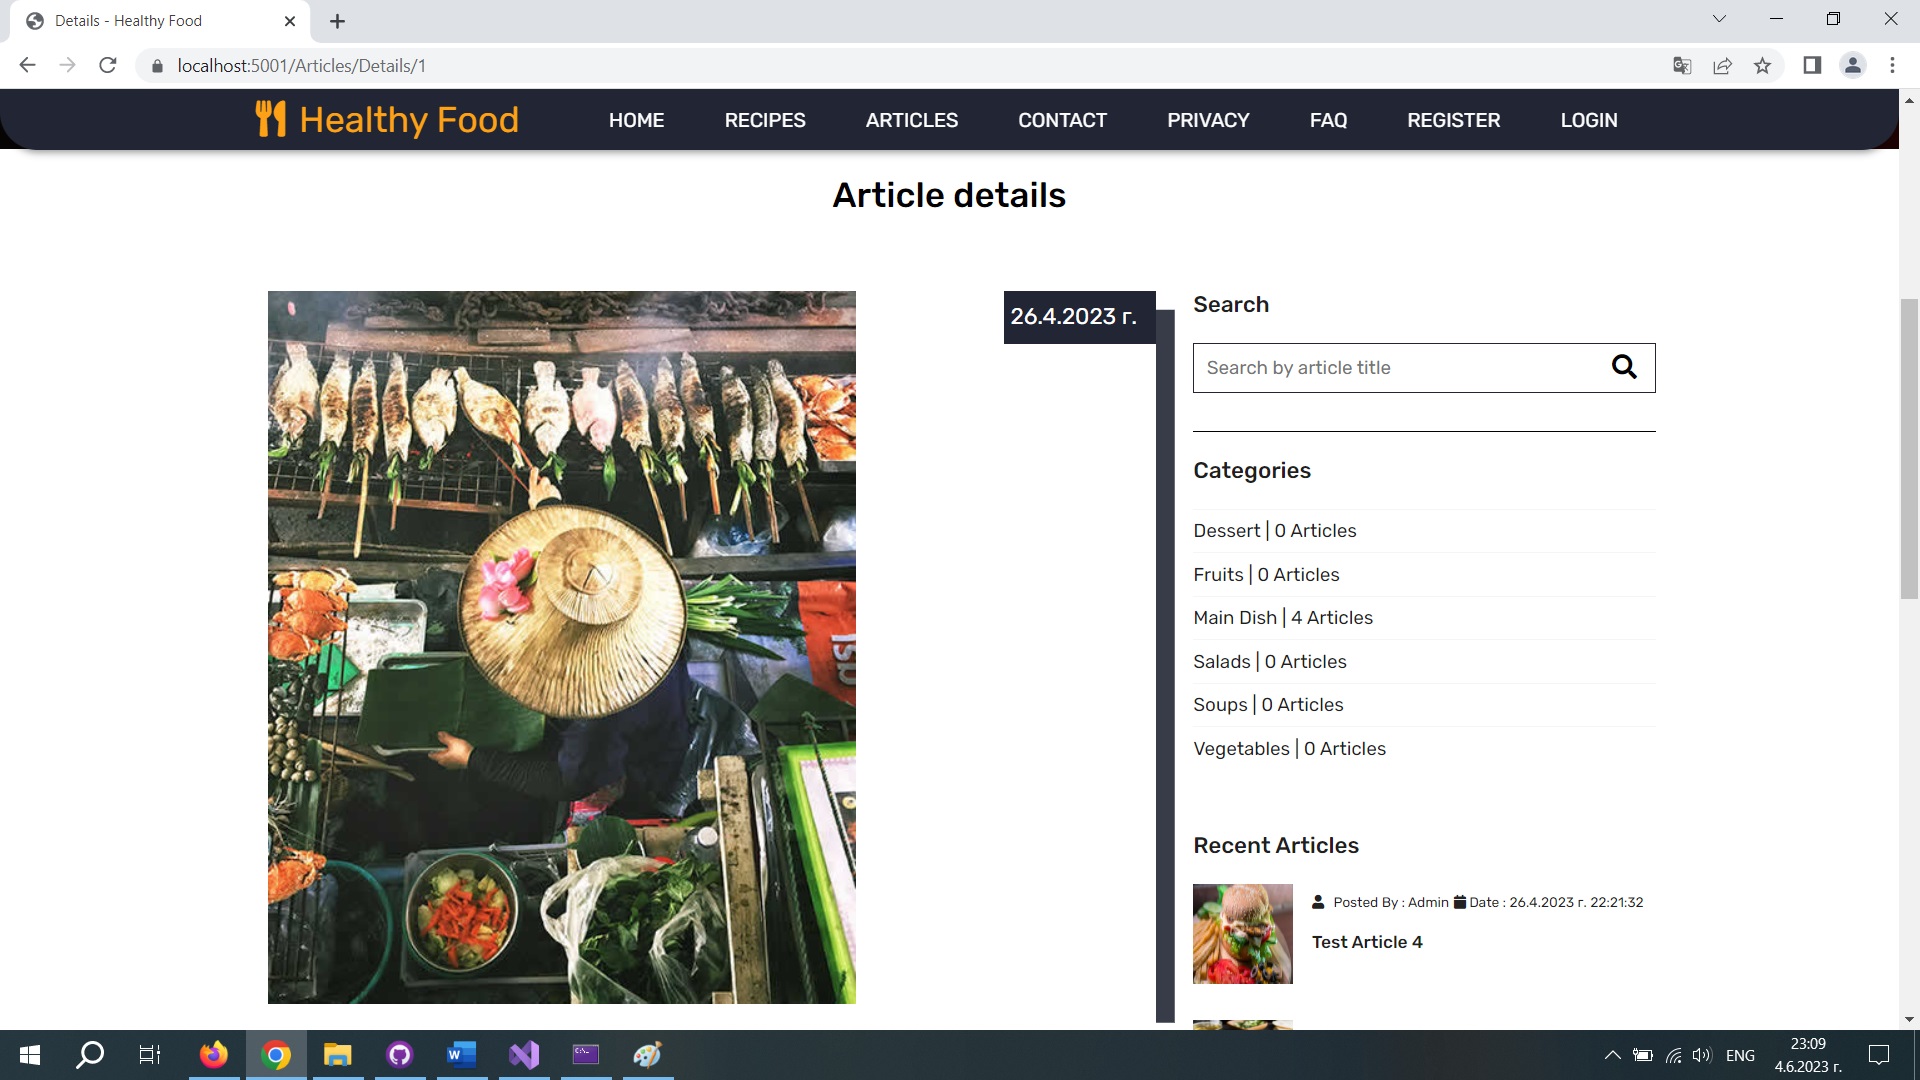 Details - Healthy Food
localhost:5001/Articles/Details/1
Healthy Food HOME RECIPES ARTICLES CONTACT PRIVACY FAQ REGISTER LOGIN
Article details
26.4.2023 г.
Search
Search by article title
Categories
Dessert | 0 Articles
Fruits | 0 Articles
Main Dish | 4 Articles
Salads | 0 Articles
Soups | 0 Articles
Vegetables | 0 Articles
Recent Articles
Posted By : Admin Date : 26.4.2023 г. 22:21:32
Test Article 4
ENG
23:09
4.6.2023 г.